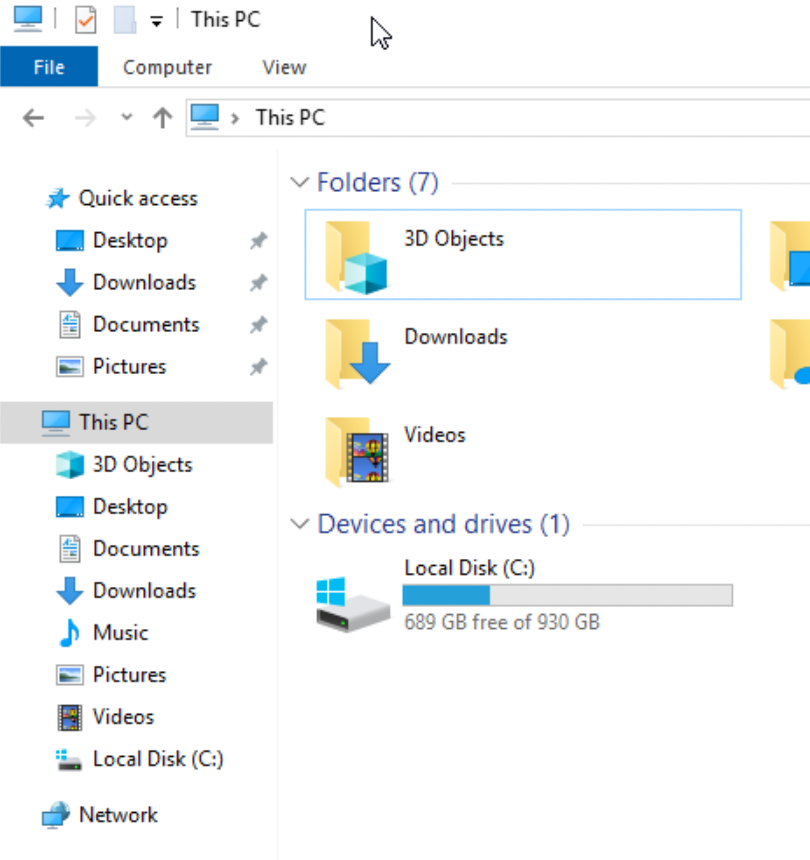 This PC
File Computer View
This PC
Quick access
Desktop
Downloads
Documents
Pictures
This PC
3D Objects
Desktop
Documents
Downloads
Music
Pictures
Videos
Local Disk (C:)
Network
Folders (7)
3D Objects
Downloads
Videos
Devices and drives (1)
Local Disk (C:)
689 GB free of 930 GB